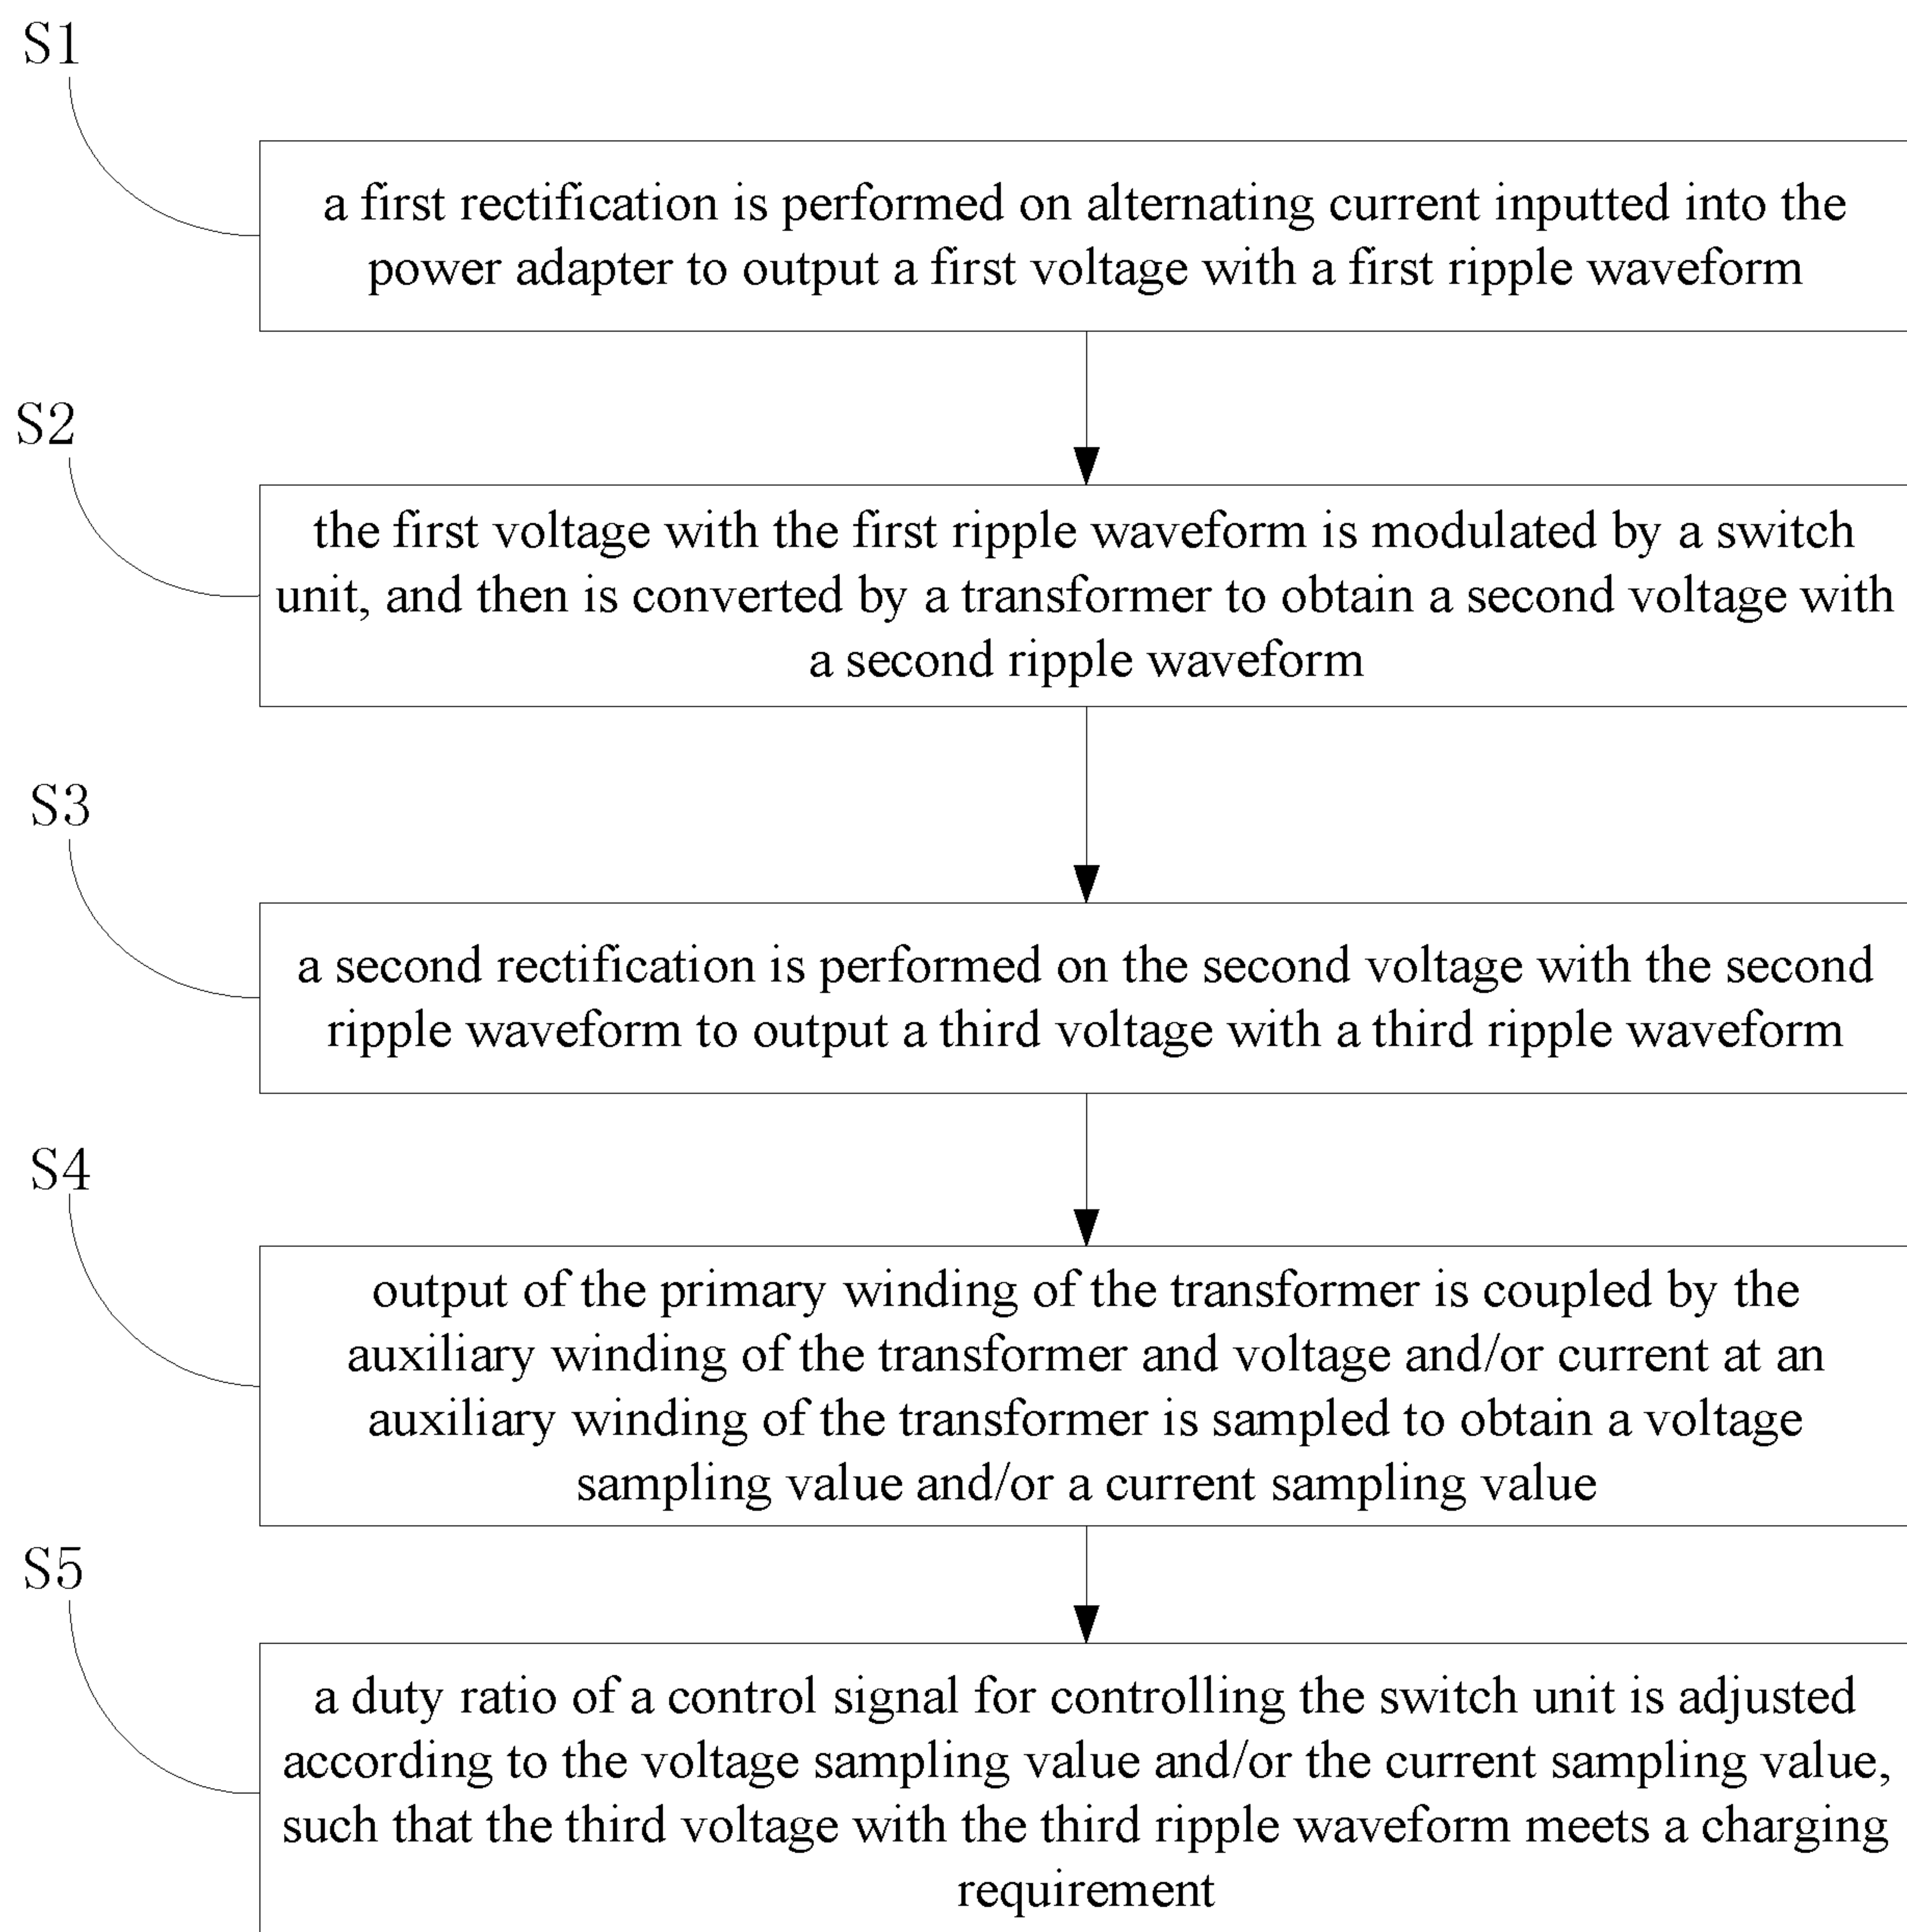 S1
a first rectification is performed on alternating current inputted into the
power adapter to output a first voltage with a first ripple waveform
S2
the first voltage with the first ripple waveform is modulated by a switch
unit, and then is converted by a transformer to obtain a second voltage with
a second ripple waveform
S3
a second rectification is performed on the second voltage with the second
ripple waveform to output a third voltage with a third ripple waveform
S4
output of the primary winding of the transformer is coupled by the
auxiliary winding of the transformer and voltage and/or current at an
auxiliary winding of the transformer is sampled to obtain a voltage
sampling value and/or a current sampling value
S5
a duty ratio of a control signal for controlling the switch unit is adjusted
according to the voltage sampling value and/or the current sampling value,
such that the third voltage with the third ripple waveform meets a charging
requirement